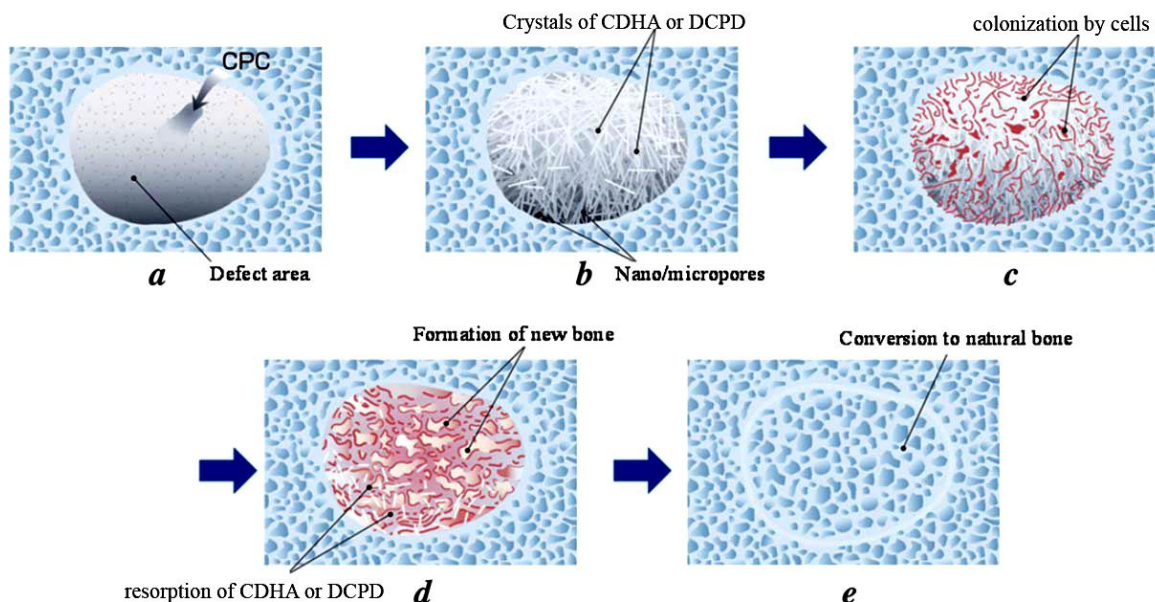 Crystals of CDHA or DCPD
colonization by cells
CPC
Defect area
Nano/micropores
a
b
c
Formation of new bone
Conversion to natural bone
resorption of CDHA or DCPD
d
e